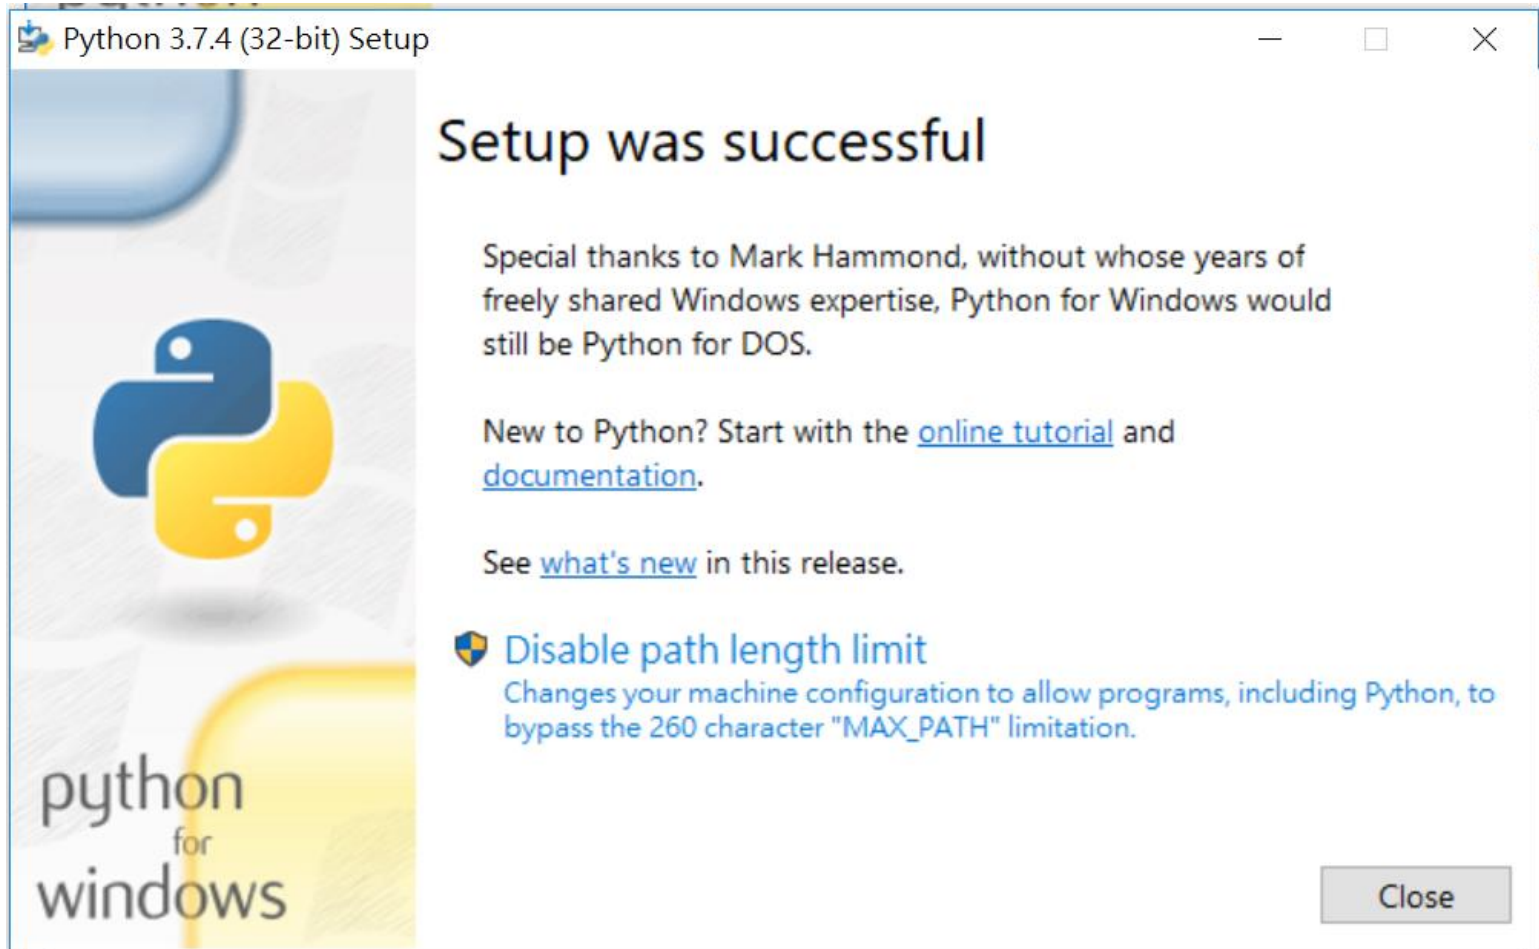 Python 3.7.4 (32-bit) Setup
Setup was successful
Special thanks to Mark Hammond, without whose years of
freely shared Windows expertise, Python for Windows would
still be Python for DOS.
New to Python? Start with the online tutorial and
documentation.
See what's new in this release.
Disable path length limit
Changes your machine configuration to allow programs, including Python, to
bypass the 260 character "MAX_PATH" limitation.
python
for
windows
Close